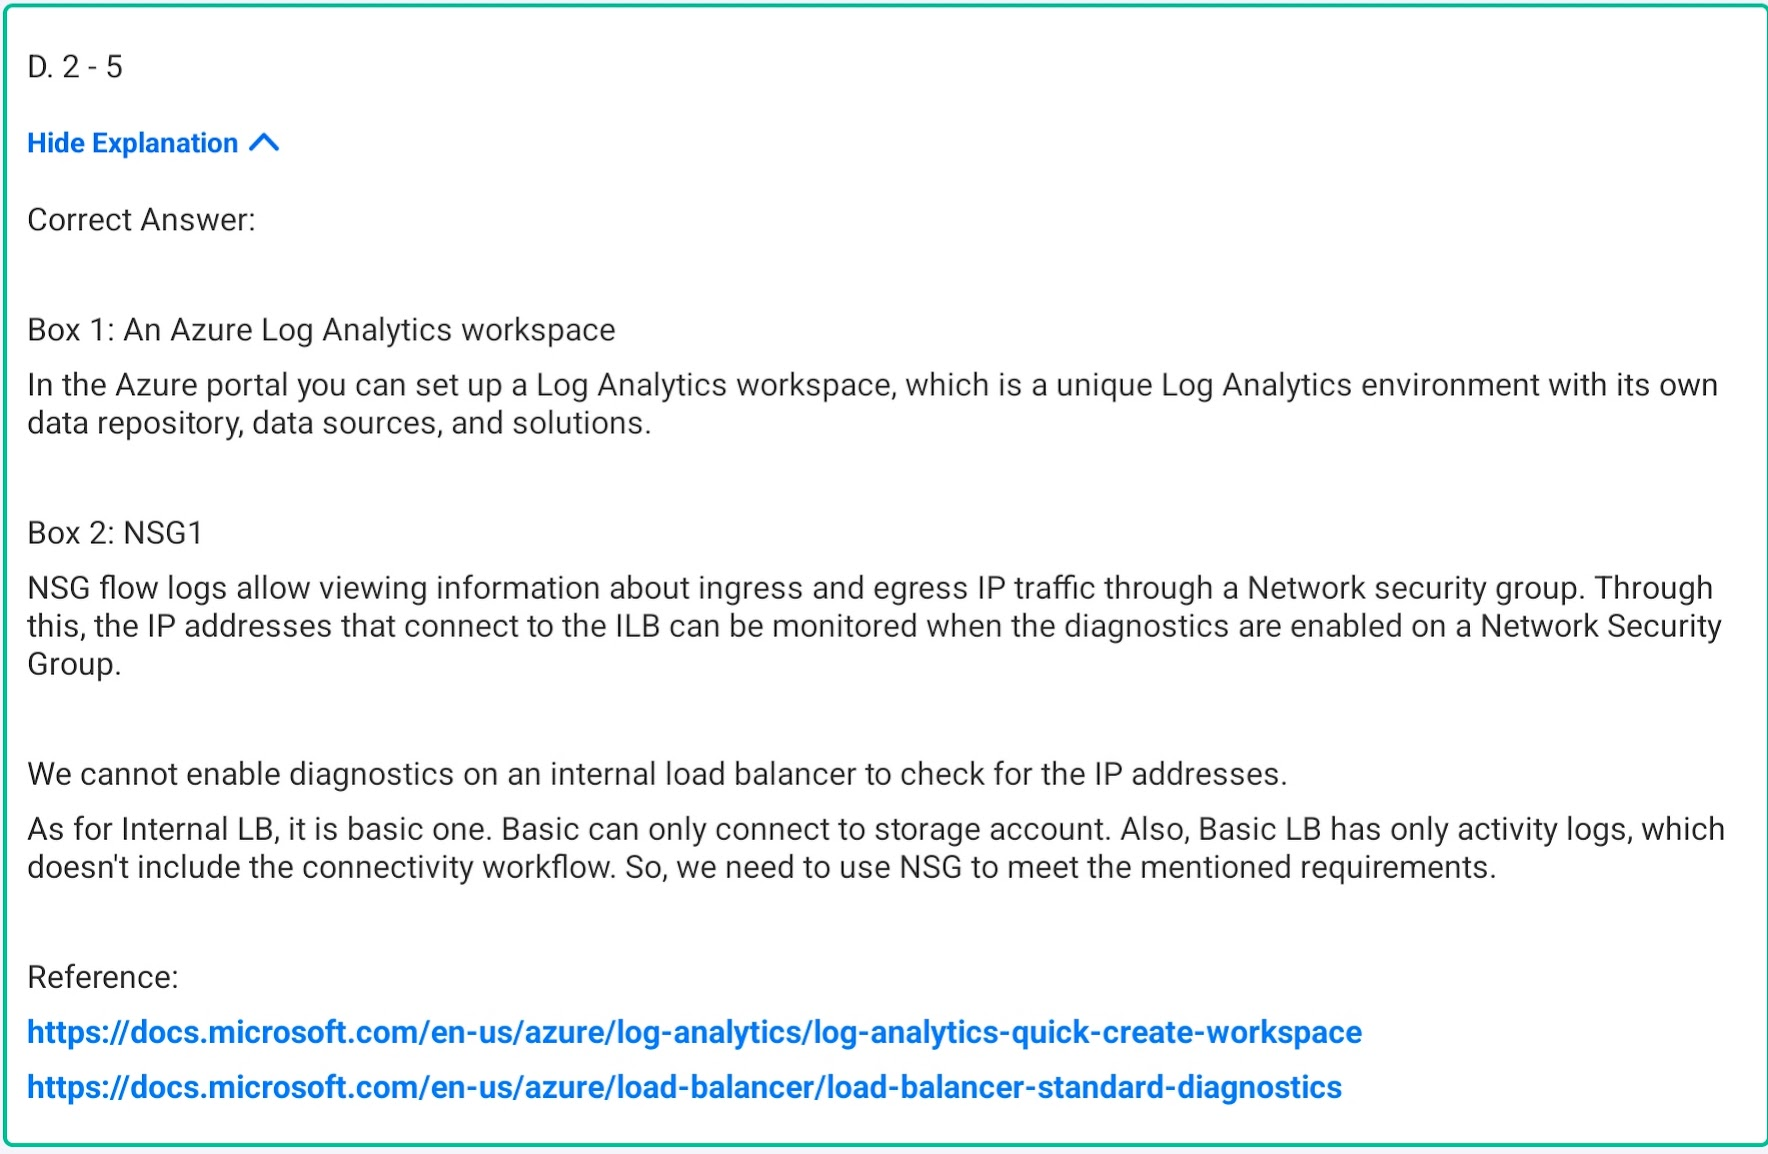 D. 2 - 5
Hide Explanation
Correct Answer:
Box 1: An Azure Log Analytics workspace
In the Azure portal you can set up a Log Analytics workspace, which is a unique Log Analytics environment with its own
data repository, data sources, and solutions.
Box 2: NSG1
NSG flow logs allow viewing information about ingress and egress IP traffic through a Network security group. Through
this, the IP addresses that connect to the ILB can be monitored when the diagnostics are enabled on a Network Security
Group.
We cannot enable diagnostics on an internal load balancer to check for the IP addresses.
As for Internal LB, it is basic one. Basic can only connect to storage account. Also, Basic LB has only activity logs, which
doesn't include the connectivity workflow. So, we need to use NSG to meet the mentioned requirements.
Reference:
https://docs.microsoft.com/en-us/azure/log-analytics/log-analytics-quick-create-workspace
https://docs.microsoft.com/en-us/azure/load-balancer/load-balancer-standard-diagnostics